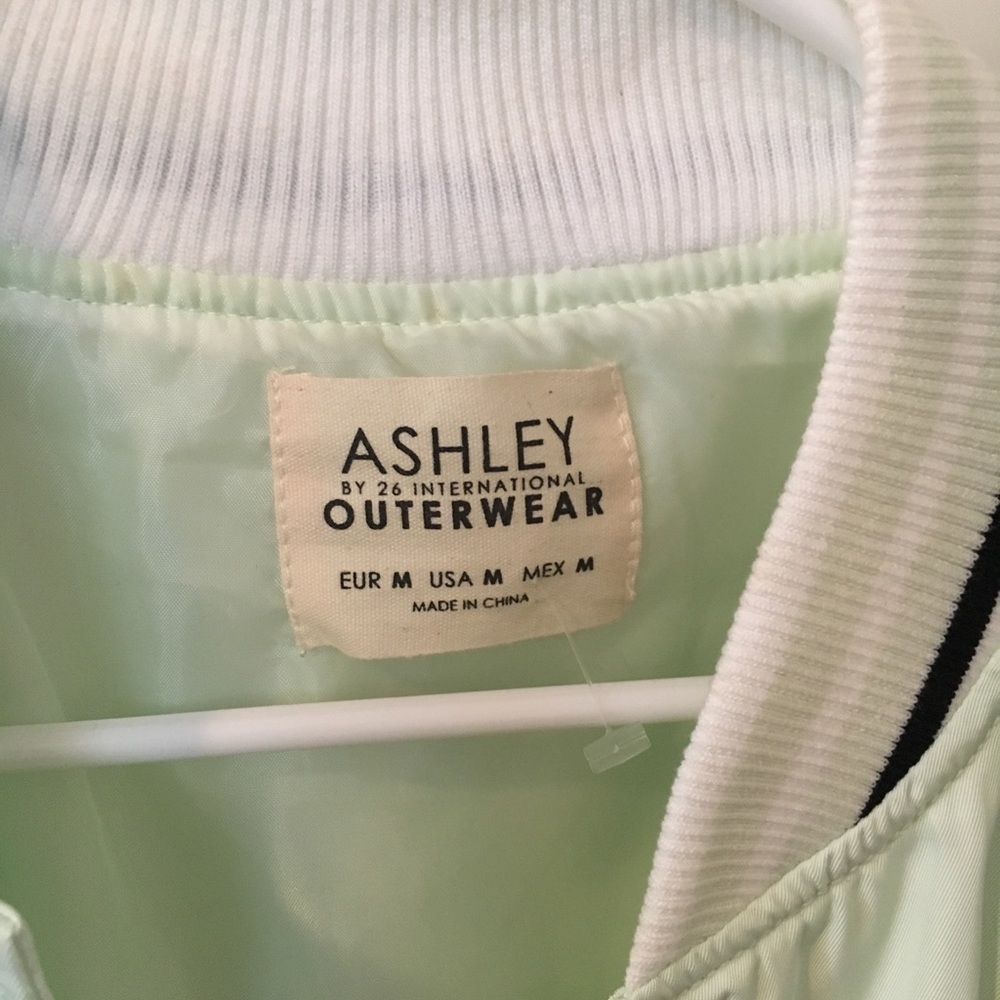 ASHLEY
BY 26 INTERNATIONAL
OUTERWEAR
EUR M USA M MEX M
MADE IN CHINA